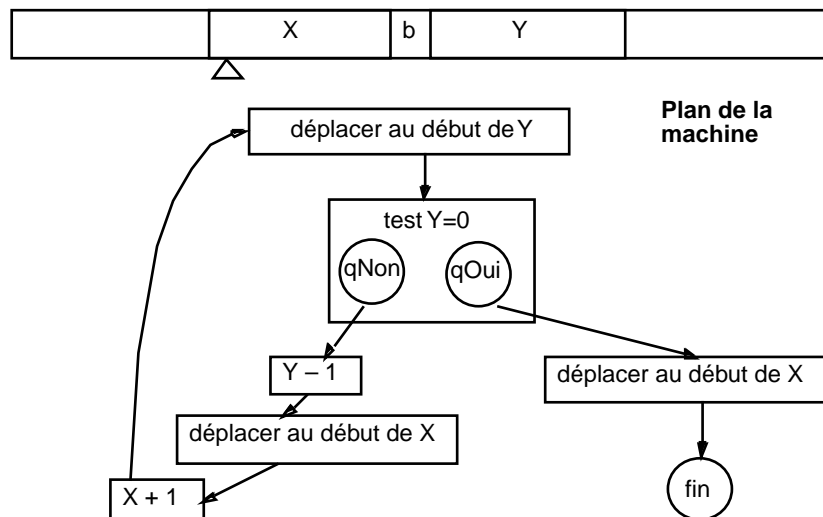 X b Y
Plan de la
machine
déplacer au début de Y
test Y=0
qNon qOui
Y – 1
déplacer au début de X
déplacer au début de X
X + 1
fin